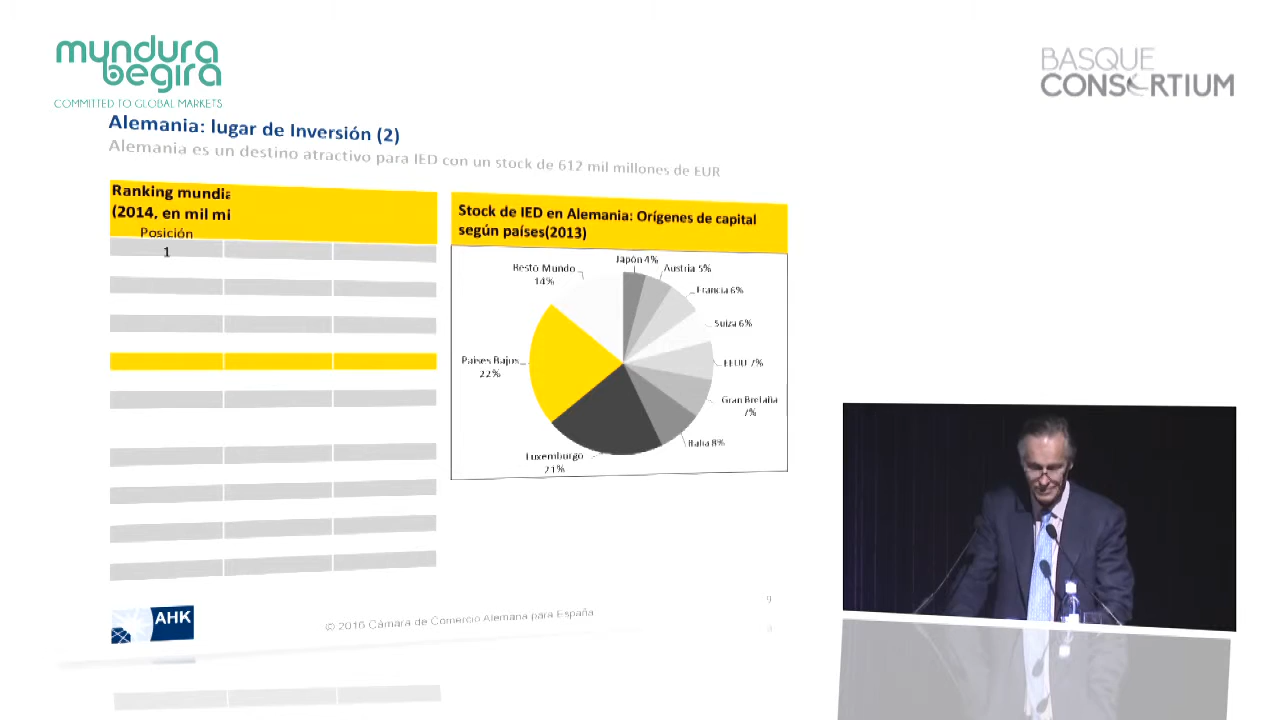 mundura
begira
COMMITTED TO GLOBAL MARKETS
BASQUE
CONSORTIUM
Alemania: lugar de Inversión (2)
Alemania es un destino atractivo para IED con un stock de 612 mil millones de EUR
Ranking mundia
(2014, en mil mi
Posición
1
Stock de IED en Alemania: Orígenes de capital
según países(2013)
Japón 4%
Austria 5%
Resto Mundo
14%
Francia 6%
Suiza 6%
Países Bajos
22%
EEUU 7%
Gran Bretaña
7%
Italia 8%
Luxemburgo
21%
AHK
© 2016 Cámara de Comercio Alemana para España
9